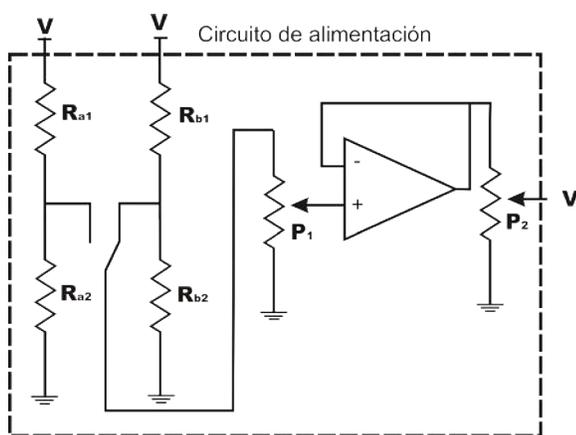 Circuito de alimentación
V
V
Ra1
Rb1
-
+
P1
P2
V
Ra2
Rb2